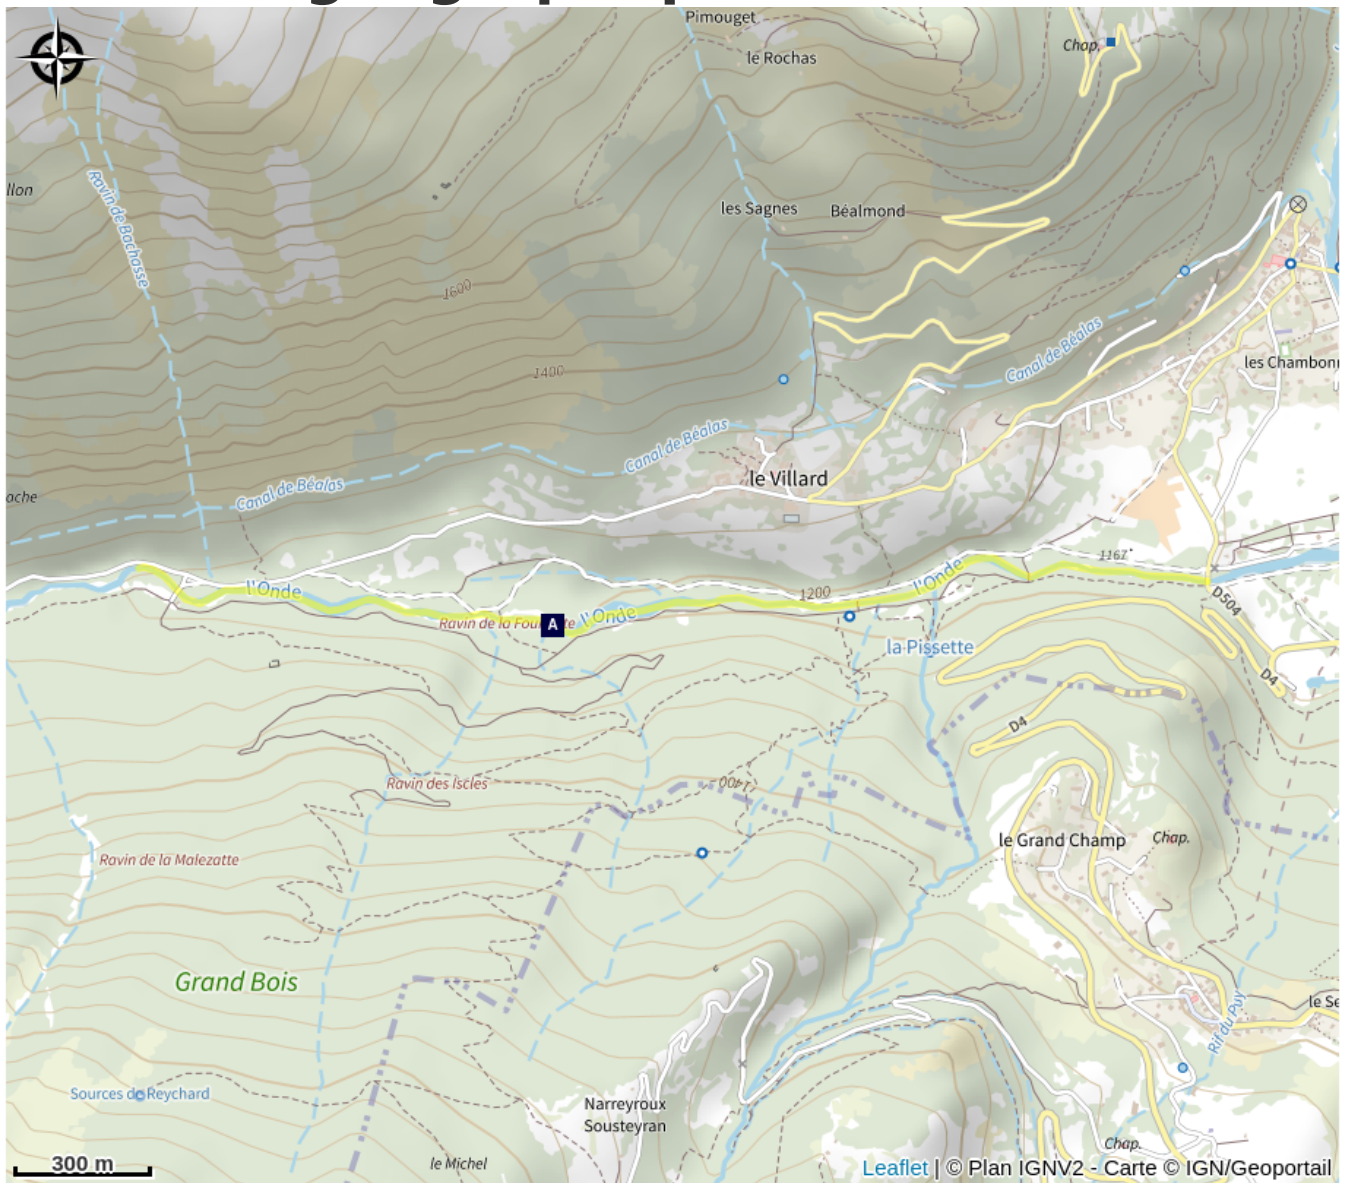 Pimouget
le Rochas
Chap.
llon
Ravin de Bachasse
les Sagnes
Béalmond
1600
Canal de Béalas
les Chambon
1400
Canal de Béalas
le Villard
Canal de Béalas
oche
1167
l'Onde
l'Onde
1200
l'Onde
D504
Ravin de la Four
te
A
la Pissette
D4
D4
1400
Ravin des Iscles
le Grand Champ
Chap.
Ravin de la Malezatte
Grand Bois
le Se
Rif du Puy
Sources de Reychard
Narreyroux
Sousteyran
Chap.
le Michel
300 m
Leaflet | © Plan IGNV2 - Carte © IGN/Geoportail